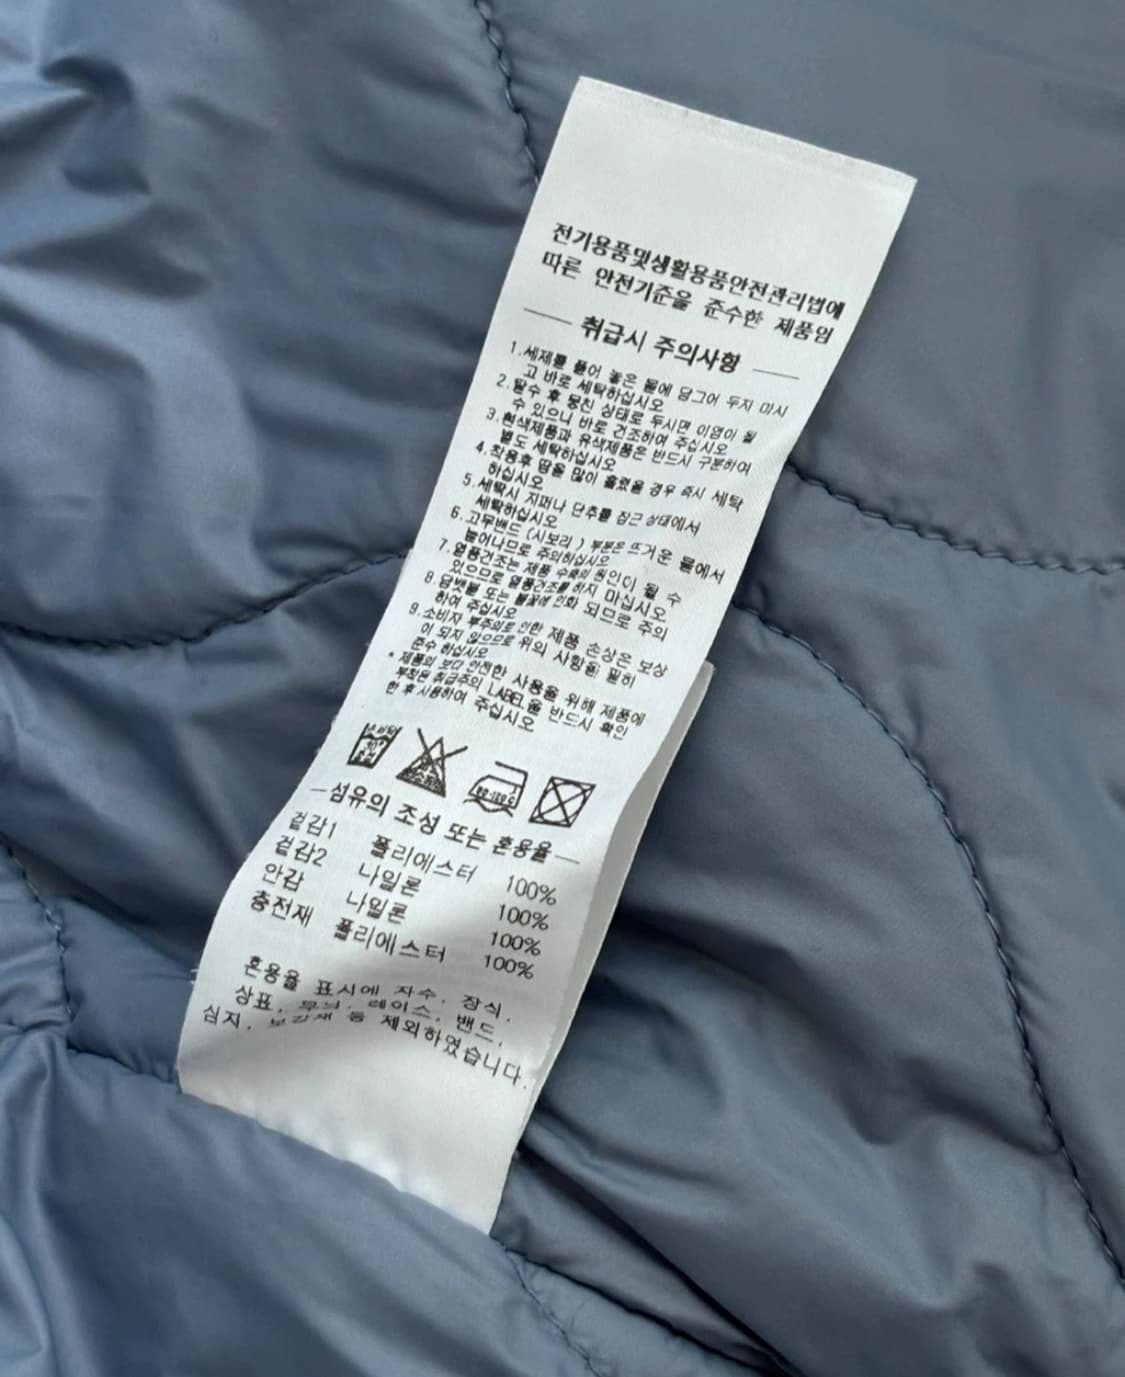 전기용품및생활용품안전관리법에
따른 안전기준을 준수한 제품임
취급시 주의사항
1.세제를 풀어 놓은 물에 담그어 두지 마시
고 바로 세탁하십시오
2.탈수 후 뭉친 상태로 두시면 이염이 될
수 있으니 바로 건조하여 주십시오
3.흰색제품과 유색제품은 반드시 구분하여
별도 세탁하십시오
4.착용후 땀을 많이 흘렸을 경우 즉시 세탁
하십시오
5.세탁시 지퍼나 단추를 잠근 상태에서
세탁하십시오
6.고무밴드(시보리) 부분은 뜨거운 물에서
늘어나므로 주의하십시오
7.열풍건조는 제품 수축의 원인이 될 수
있으므로 열풍건조를 하지 마십시오
8.담뱃불 또는 불꽃에 인화 되므로 주의
하여 주십시오
9.소비자 부주의로 인한 제품 손상은 보상
이 되지 않으므로 위의 사항을 필히
준수 하십시오
* 제품의 보다 안전한 사용을 위해 제품에
부착된 취급주의 LABEL을 반드시 확인
한 후 사용하여 주십시오
80-120℃
섬유의 조성 또는 혼용율
겉감1 폴리에스터 100%
겉감2 나일론 100%
안감 나일론 100%
충전재 폴리에스터 100%
혼용율 표시에 자수, 장식,
상표, 레이스, 밴드,
심지, 보강재 등 제외하였습니다.